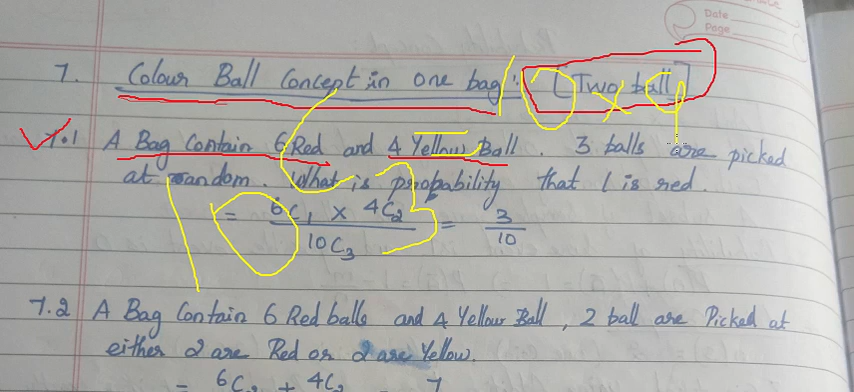 Date
Page
7. Colour Ball Concept in one bag : [Two ball]
7.1 A Bag Contain 6 Red and 4 Yellow Ball. 3 balls are picked
at random. What is probability that 1 is red.
= 6C1 × 4C2 / 10C3 = 3/10
7.2 A Bag Contain 6 Red balls and 4 Yellow Ball, 2 ball are Picked at
either 2 are Red or 2 are Yellow.
= 6C2 + 4C2 = 7